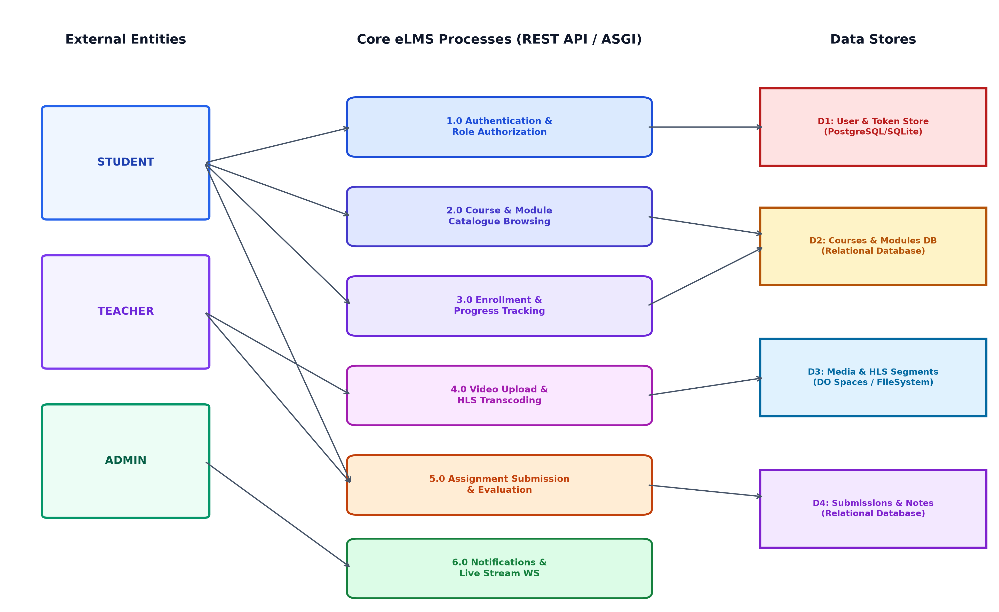 External Entities
Core eLMS Processes (REST API / ASGI)
Data Stores
STUDENT
TEACHER
ADMIN
1.0 Authentication &
Role Authorization
2.0 Course & Module
Catalogue Browsing
3.0 Enrollment &
Progress Tracking
4.0 Video Upload &
HLS Transcoding
5.0 Assignment Submission
& Evaluation
6.0 Notifications &
Live Stream WS
D1: User & Token Store
(PostgreSQL/SQLite)
D2: Courses & Modules DB
(Relational Database)
D3: Media & HLS Segments
(DO Spaces / FileSystem)
D4: Submissions & Notes
(Relational Database)